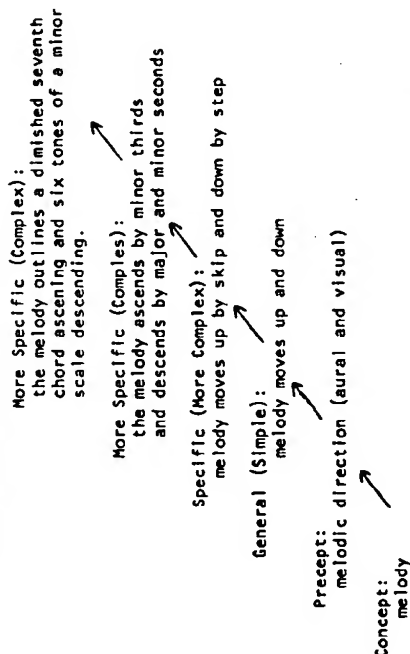 More Specific (Complex):
the melody outlines a dimished seventh
chord ascening and six tones of a minor
scale descending.
More Specific (Comples):
the melody ascends by minor thirds
and descends by major and minor seconds
Specific (More Complex):
melody moves up by skip and down by step
General (Simple):
melody moves up and down
Precept:
melodic direction (aural and visual)
Concept:
melody